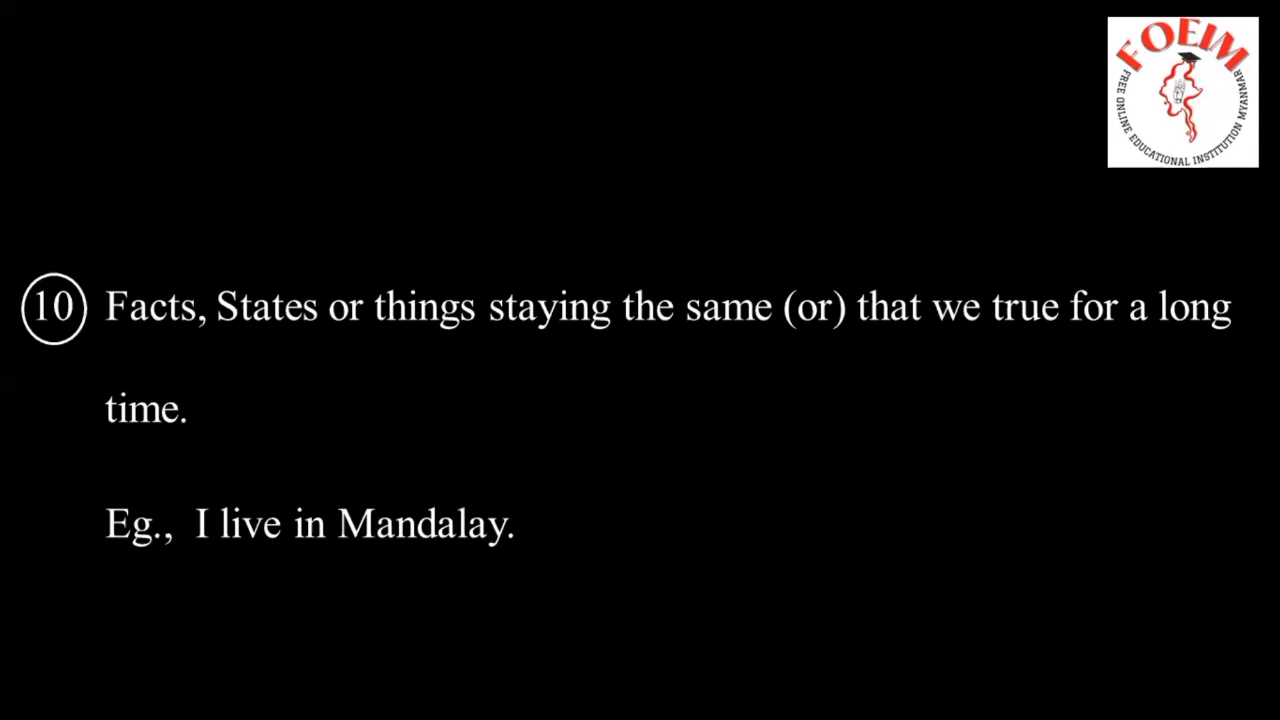 FOEIM
FREE ONLINE EDUCATIONAL INSTITUTION MYANMAR
10 Facts, States or things staying the same (or) that we true for a long
time.
Eg., I live in Mandalay.